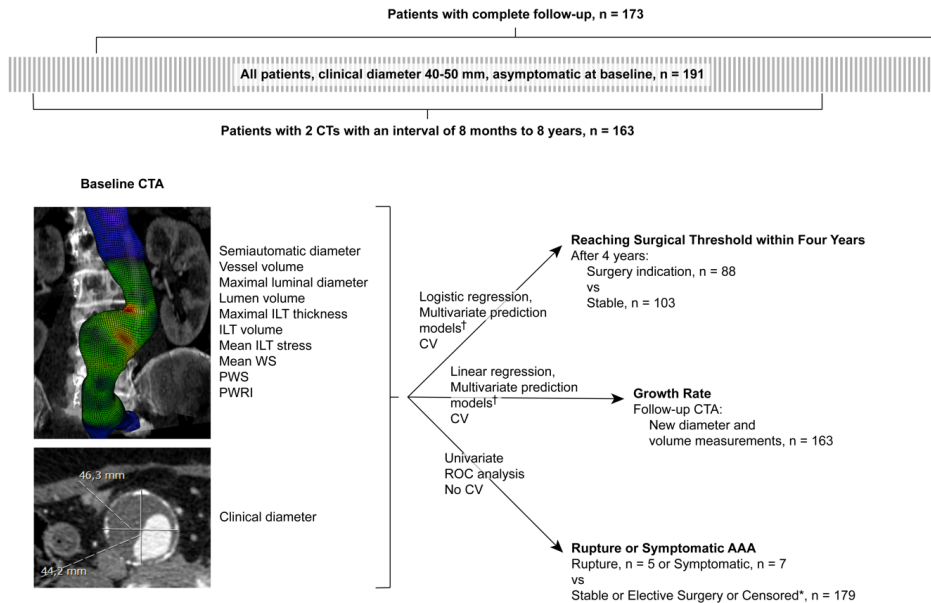 Patients with complete follow-up, n = 173
All patients, clinical diameter 40-50 mm, asymptomatic at baseline, n = 191
Patients with 2 CTs with an interval of 8 months to 8 years, n = 163
Baseline CTA
Semiautomatic diameter
Vessel volume
Maximal luminal diameter
Lumen volume
Maximal ILT thickness
ILT volume
Mean ILT stress
Mean WS
PWS
PWRI
46,3 mm
44,2 mm
Clinical diameter
Logistic regression,
Multivariate prediction
models†
CV
Linear regression,
Multivariate prediction
models†
CV
Univariate
ROC analysis
No CV
Reaching Surgical Threshold within Four Years
After 4 years:
Surgery indication, n = 88
vs
Stable, n = 103
Growth Rate
Follow-up CTA:
New diameter and
volume measurements, n = 163
Rupture or Symptomatic AAA
Rupture, n = 5 or Symptomatic, n = 7
vs
Stable or Elective Surgery or Censored*, n = 179